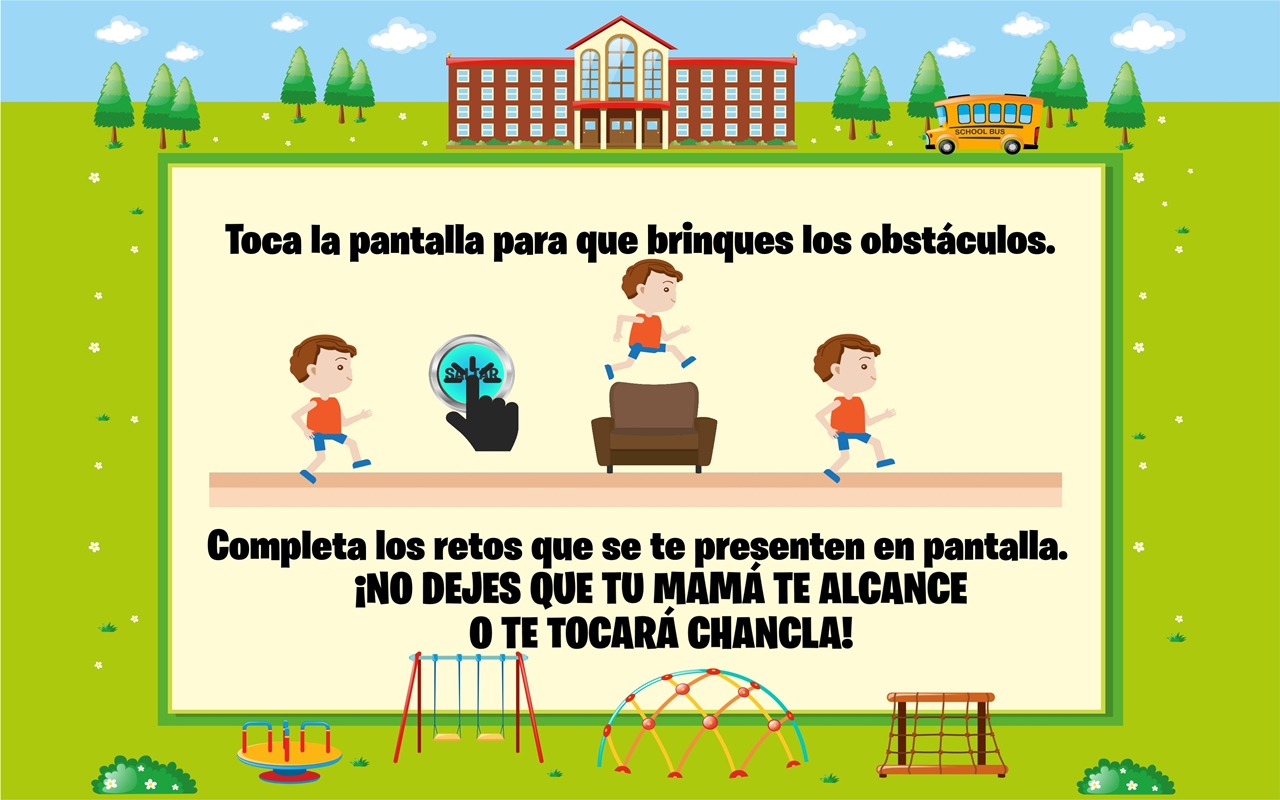 SCHOOL BUS
Toca la pantalla para que brinques los obstáculos.
SALTAR
Completa los retos que se te presenten en pantalla.
¡NO DEJES QUE TU MAMÁ TE ALCANCE
O TE TOCARÁ CHANCLA!